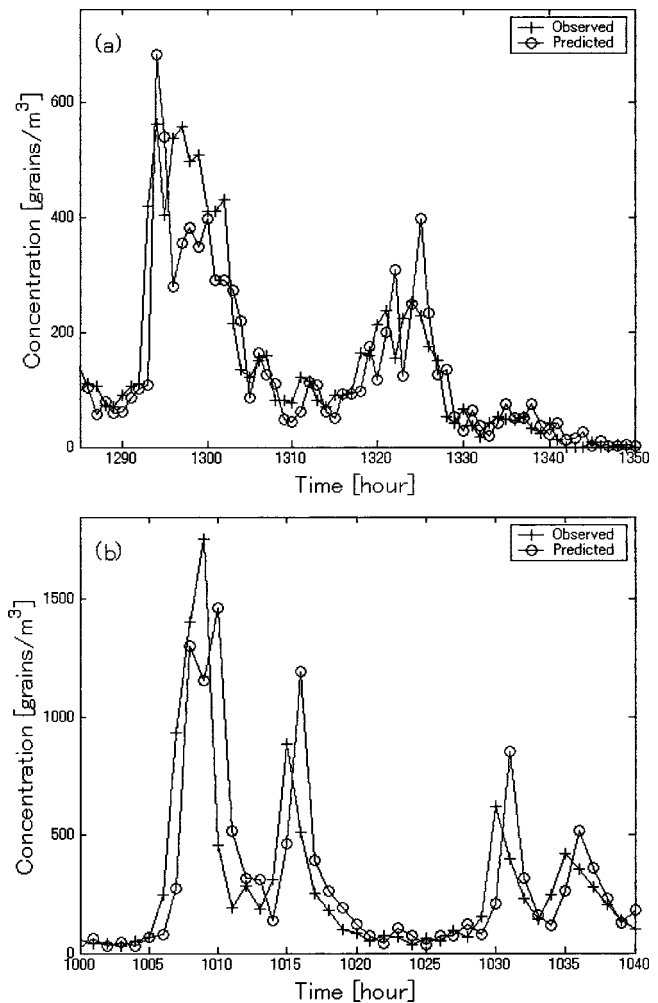 (a)
Observed
Predicted
Concentration [grains/m³]
600
400
200
0
1290 1300 1310 1320 1330 1340 1350
Time [hour]
(b)
Observed
Predicted
Concentration [grains/m³]
1500
1000
500
0
1000 1005 1010 1015 1020 1025 1030 1035 1040
Time [hour]